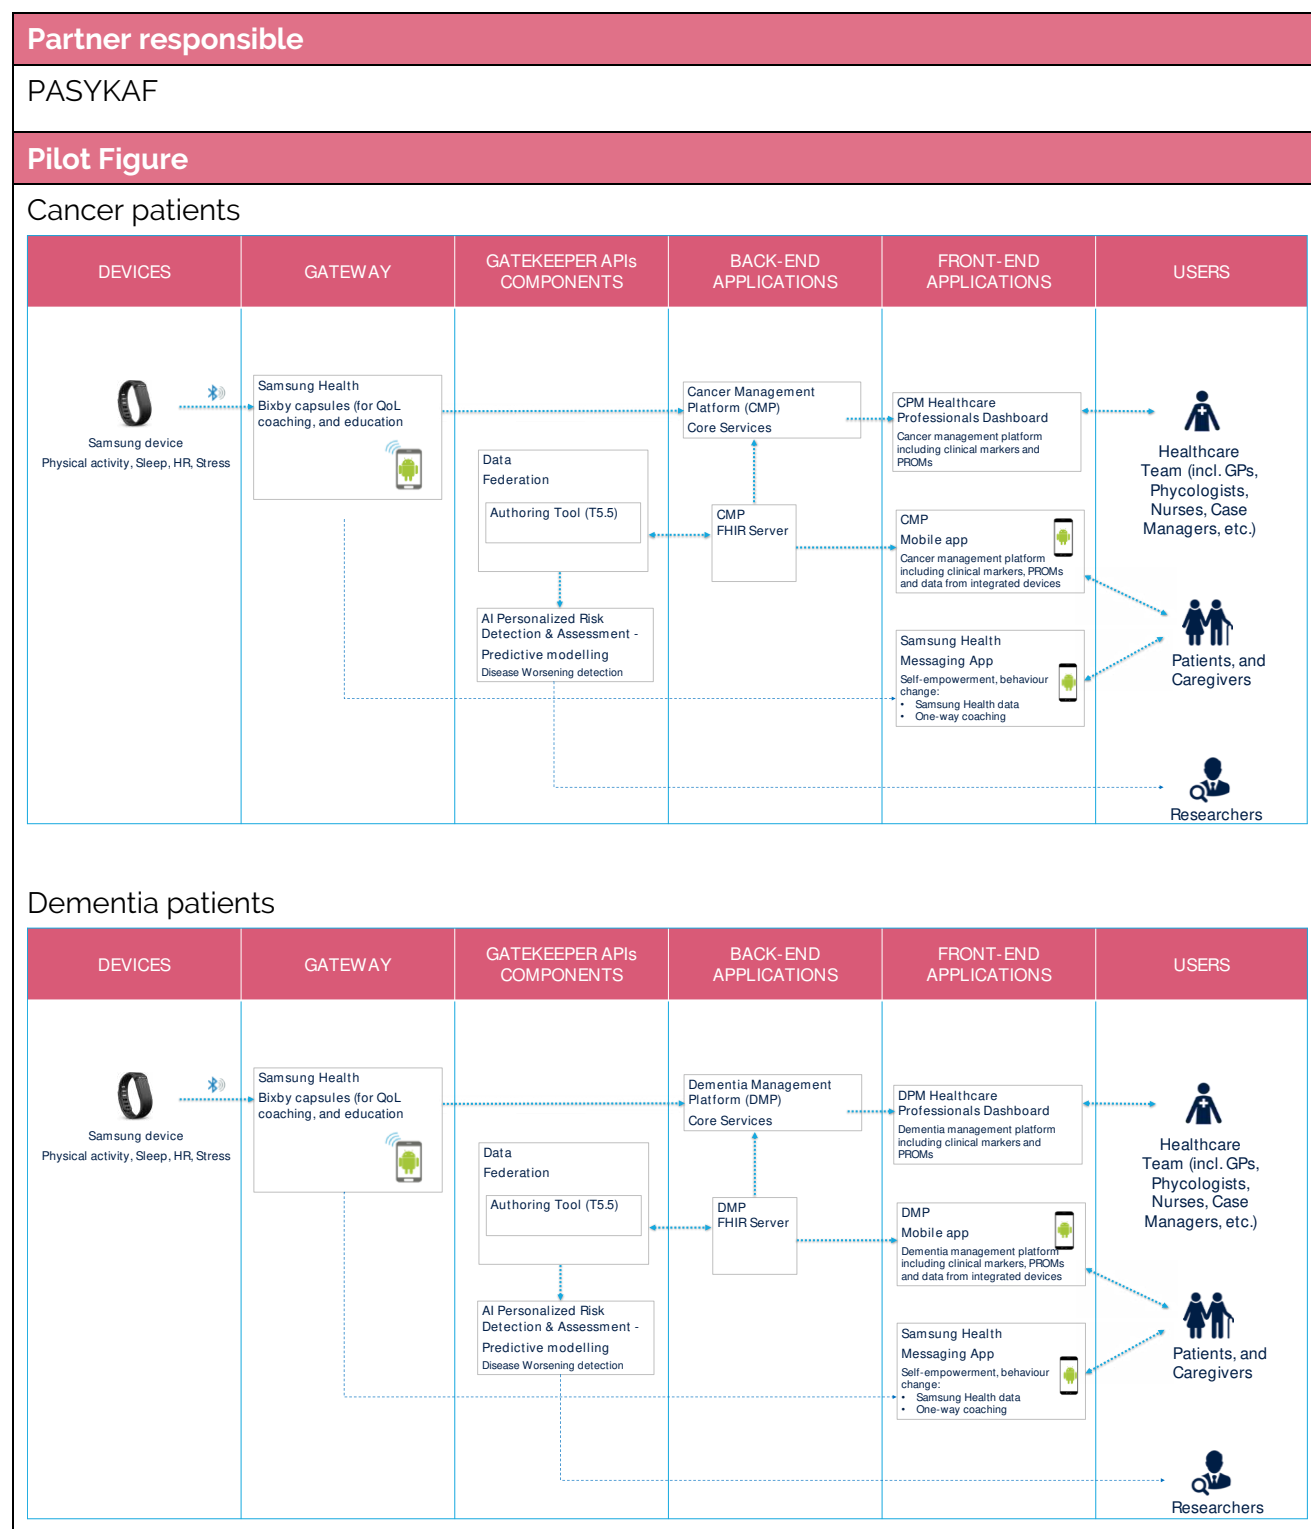 Partner responsible
PASYKAF
Pilot Figure
Cancer patients
DEVICES
GATEWAY
GATEKEEPER APIs
COMPONENTS
BACK-END
APPLICATIONS
FRONT-END
APPLICATIONS
USERS
Samsung device
Physical activity, Sleep, HR, Stress
Samsung Health
Bixby capsules (for QoL
coaching, and education
Data
Federation
Authoring Tool (T5.5)
AI Personalized Risk
Detection & Assessment -
Predictive modelling
Disease Worsening detection
Cancer Management
Platform (CMP)
Core Services
CMP
FHIR Server
CPM Healthcare
Professionals Dashboard
Cancer management platform
including clinical markers and
PROMs
CMP
Mobile app
Cancer management platform
including clinical markers, PROMs
and data from integrated devices
Samsung Health
Messaging App
Self-empowerment, behaviour
change:
• Samsung Health data
• One-way coaching
Healthcare
Team (incl. GPs,
Phycologists,
Nurses, Case
Managers, etc.)
Patients, and
Caregivers
Researchers
Dementia patients
DEVICES
GATEWAY
GATEKEEPER APIs
COMPONENTS
BACK-END
APPLICATIONS
FRONT-END
APPLICATIONS
USERS
Samsung device
Physical activity, Sleep, HR, Stress
Samsung Health
Bixby capsules (for QoL
coaching, and education
Data
Federation
Authoring Tool (T5.5)
AI Personalized Risk
Detection & Assessment -
Predictive modelling
Disease Worsening detection
Dementia Management
Platform (DMP)
Core Services
DMP
FHIR Server
DPM Healthcare
Professionals Dashboard
Dementia management platform
including clinical markers and
PROMs
DMP
Mobile app
Dementia management platform
including clinical markers, PROMs
and data from integrated devices
Samsung Health
Messaging App
Self-empowerment, behaviour
change:
• Samsung Health data
• One-way coaching
Healthcare
Team (incl. GPs,
Phycologists,
Nurses, Case
Managers, etc.)
Patients, and
Caregivers
Researchers